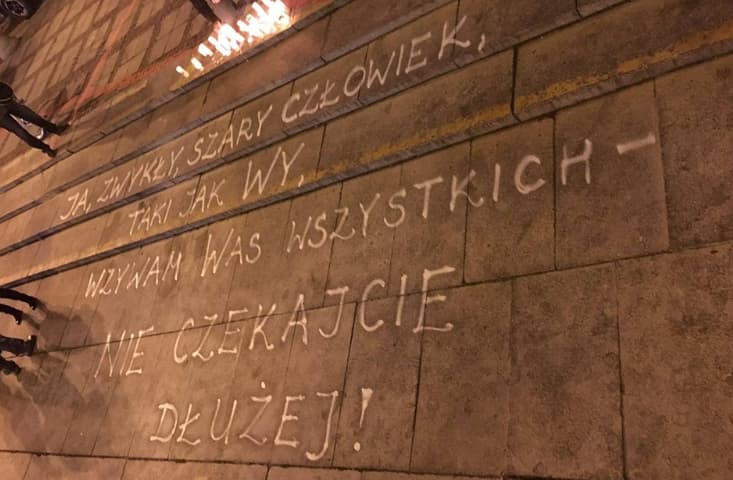 JA, ZWYKŁY, SZARY CZŁOWIEK,
TAKI JAK WY,
WZYWAM WAS WSZYSTKICH –
NIE CZEKAJCIE
DŁUŻEJ!